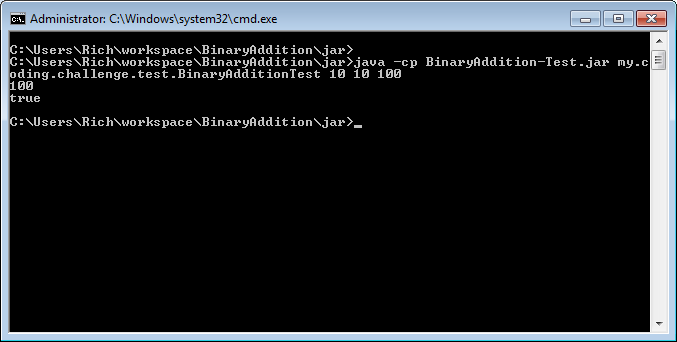 Administrator: C:\Windows\system32\cmd.exe
C:\Users\Rich\workspace\BinaryAddition\jar>
C:\Users\Rich\workspace\BinaryAddition\jar>java -cp BinaryAddition-Test.jar my.c
oding.challenge.test.BinaryAdditionTest 10 10 100
100
true
C:\Users\Rich\workspace\BinaryAddition\jar>_